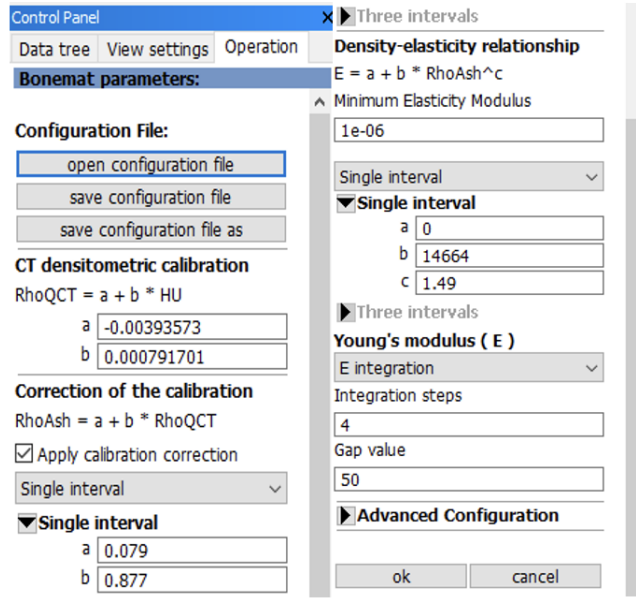 Control Panel
Data tree
View settings
Operation
Bonemat parameters:
Configuration File:
open configuration file
save configuration file
save configuration file as
CT densitometric calibration
RhoQCT = a + b * HU
a -0.00393573
b 0.000791701
Correction of the calibration
RhoAsh = a + b * RhoQCT
Apply calibration correction
Single interval
Single interval
a 0.079
b 0.877
Three intervals
Density-elasticity relationship
E = a + b * RhoAsh^c
Minimum Elasticity Modulus
1e-06
Single interval
Single interval
a 0
b 14664
c 1.49
Three intervals
Young's modulus ( E )
E integration
Integration steps
4
Gap value
50
Advanced Configuration
ok
cancel